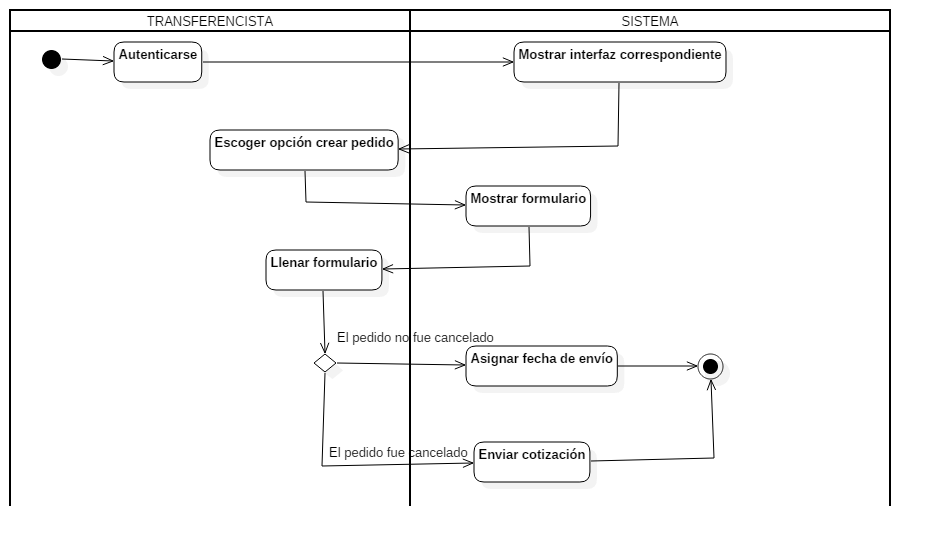 TRANSFERENCISTA
SISTEMA
Autenticarse
Mostrar interfaz correspondiente
Escoger opción crear pedido
Mostrar formulario
Llenar formulario
El pedido no fue cancelado
Asignar fecha de envío
El pedido fue cancelado
Enviar cotización